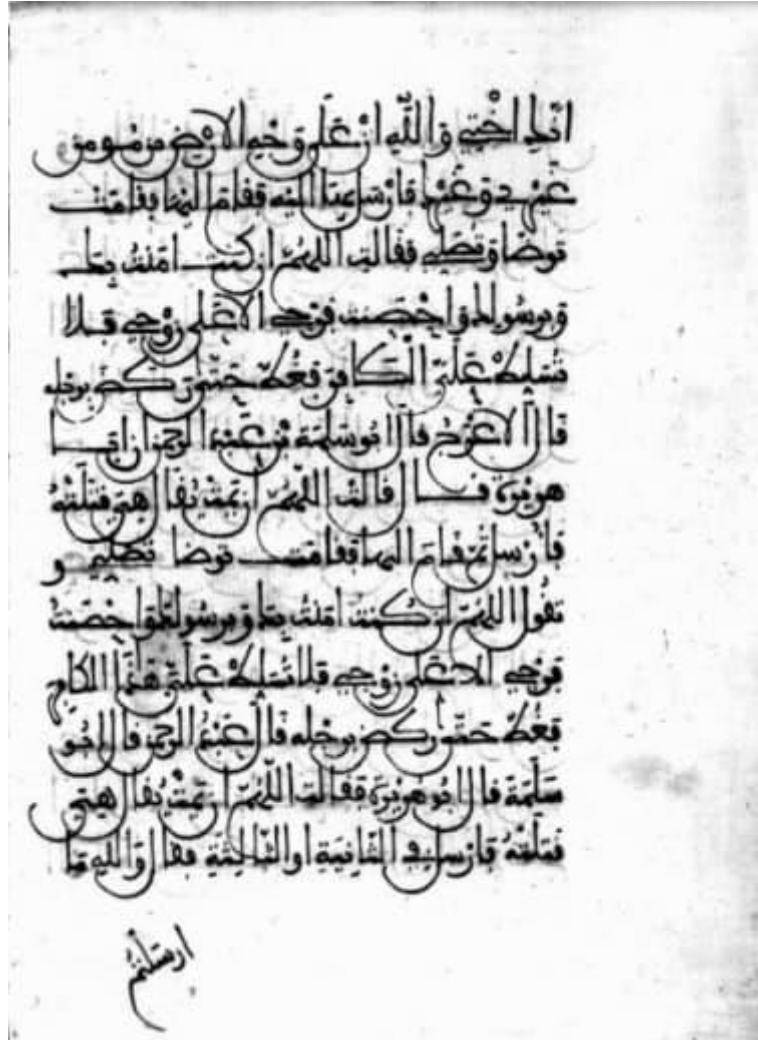 انك اختي والله ان على وجه الارض من مومن
غيري وغيرك فارسل بها اليه فقام اليها فقامت
توضا وتصلي فقالت اللهم ان كنت امنت بك
وبرسولك واحصنت فرجي الا على زوجي فلا
تسلط علي الكافر فغط حتى ركض برجله
قال الاعرج قال ابو سلمة بن عبد الرحمن ان ابا
هريرة قال قالت اللهم ان يمت يقال هي قتلته
فارسل ثم قام اليها فقامت توضا تصلي و
تقول اللهم ان كنت امنت بك وبرسولك واحصنت
فرجي الا على زوجي فلا تسلط علي هذا الكافر
فغط حتى ركض برجله قال عبد الرحمن قال ابو
سلمة قال ابو هريرة فقالت اللهم ان يمت يقال هي
قتلته فارسل في الثانية او الثالثة فقال والله ما
ارسلتم